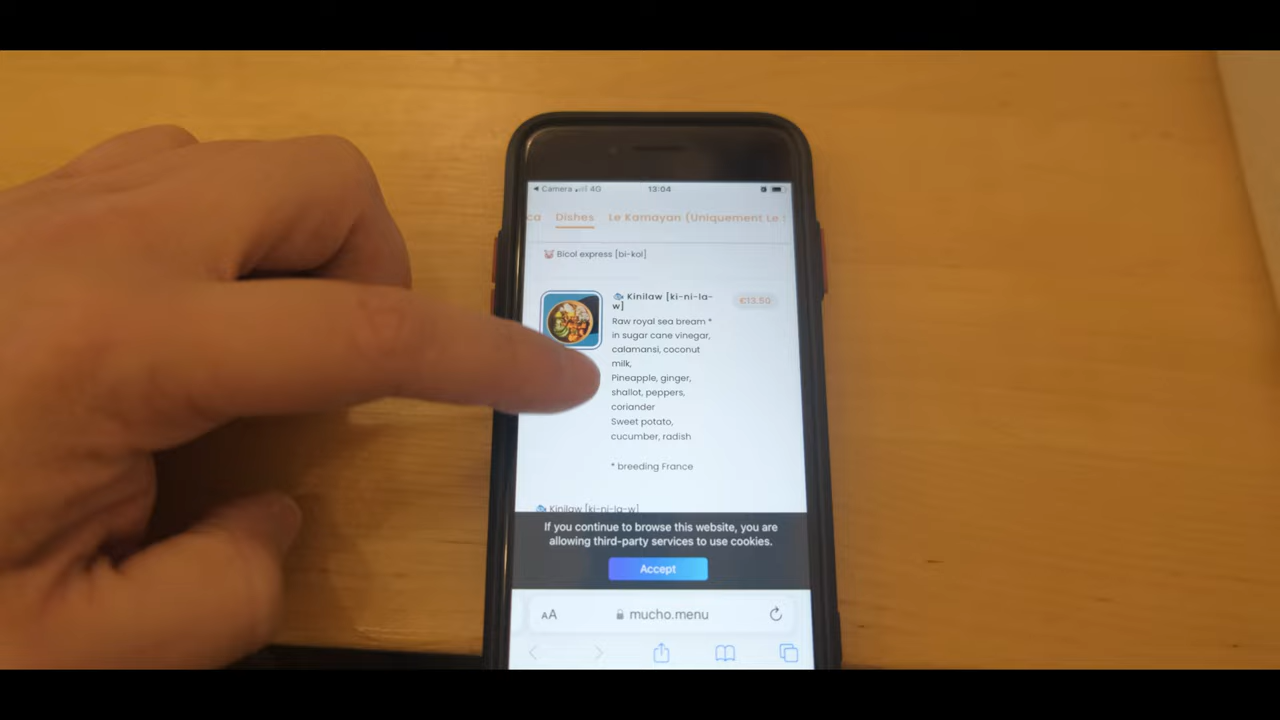 Camera 4G 13:04
ca Dishes Le Kamayan (Uniquement Le
Bicol express [bi-kol]
Kinilaw [ki-ni-la-
w]
€13.50
Raw royal sea bream *
in sugar cane vinegar,
calamansi, coconut
milk,
Pineapple, ginger,
shallot, peppers,
coriander
Sweet potato,
cucumber, radish
* breeding France
Kinilaw [ki-ni-la-w]
If you continue to browse this website, you are
allowing third-party services to use cookies.
Accept
AA mucho.menu